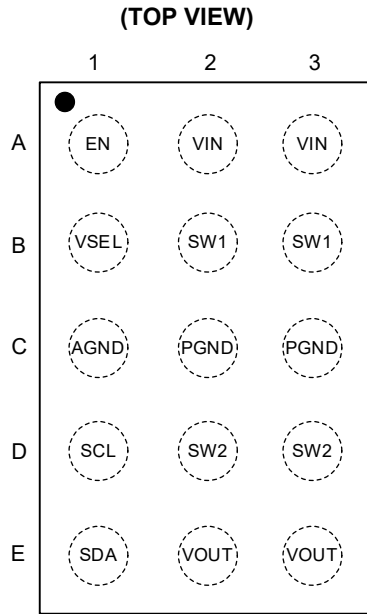 (TOP VIEW)
1 2 3
A EN VIN VIN
B VSEL SW1 SW1
C AGND PGND PGND
D SCL SW2 SW2
E SDA VOUT VOUT